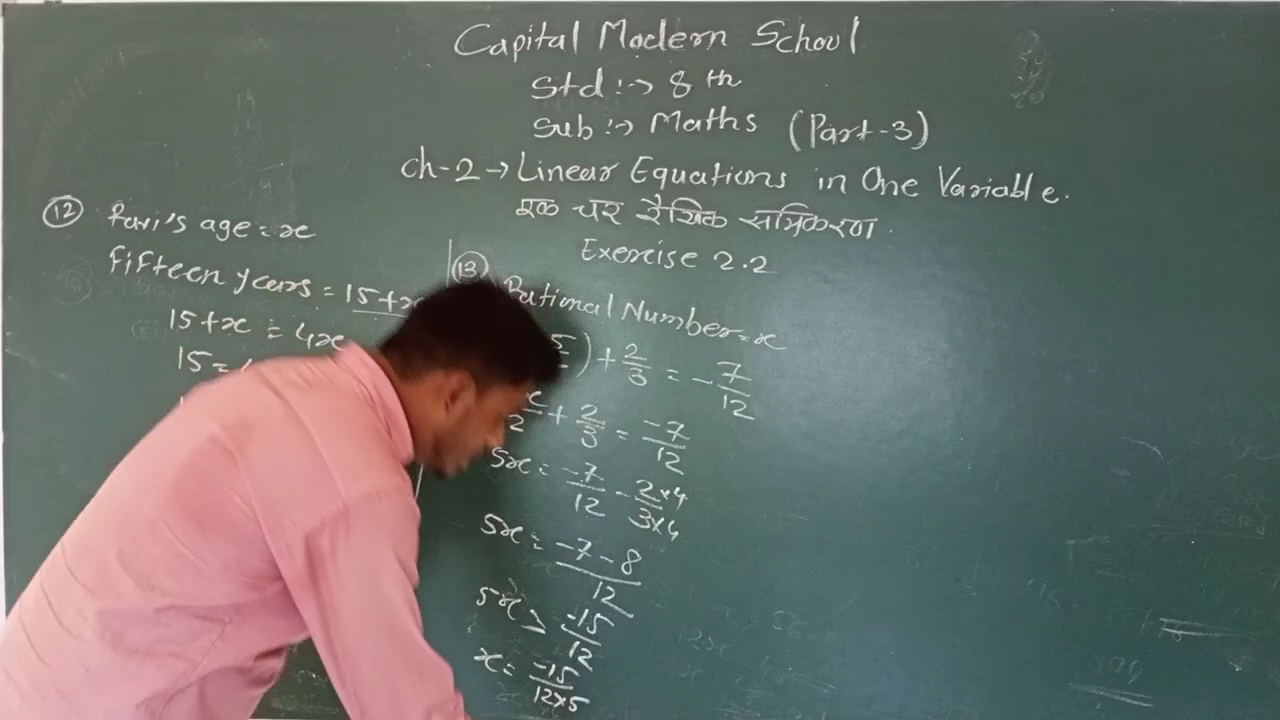 Capital Modern School
Std :→ 8th
Sub :→ Maths (Part-3)
Ch-2 → Linear Equations in One Variable.
एक चर रैखिक समिकरण
Exercise 2.2
12 Ravi's age = x
Fifteen years = 15+x
15+x = 4x
15 =
13 Rational Number = x
) + 2/3 = - 7/12
/2 + 2/3 = -7/12
5x = -7/12 - 2×4/3×4
5x = -7-8/12
5x = -15/12
x = -15/12×5